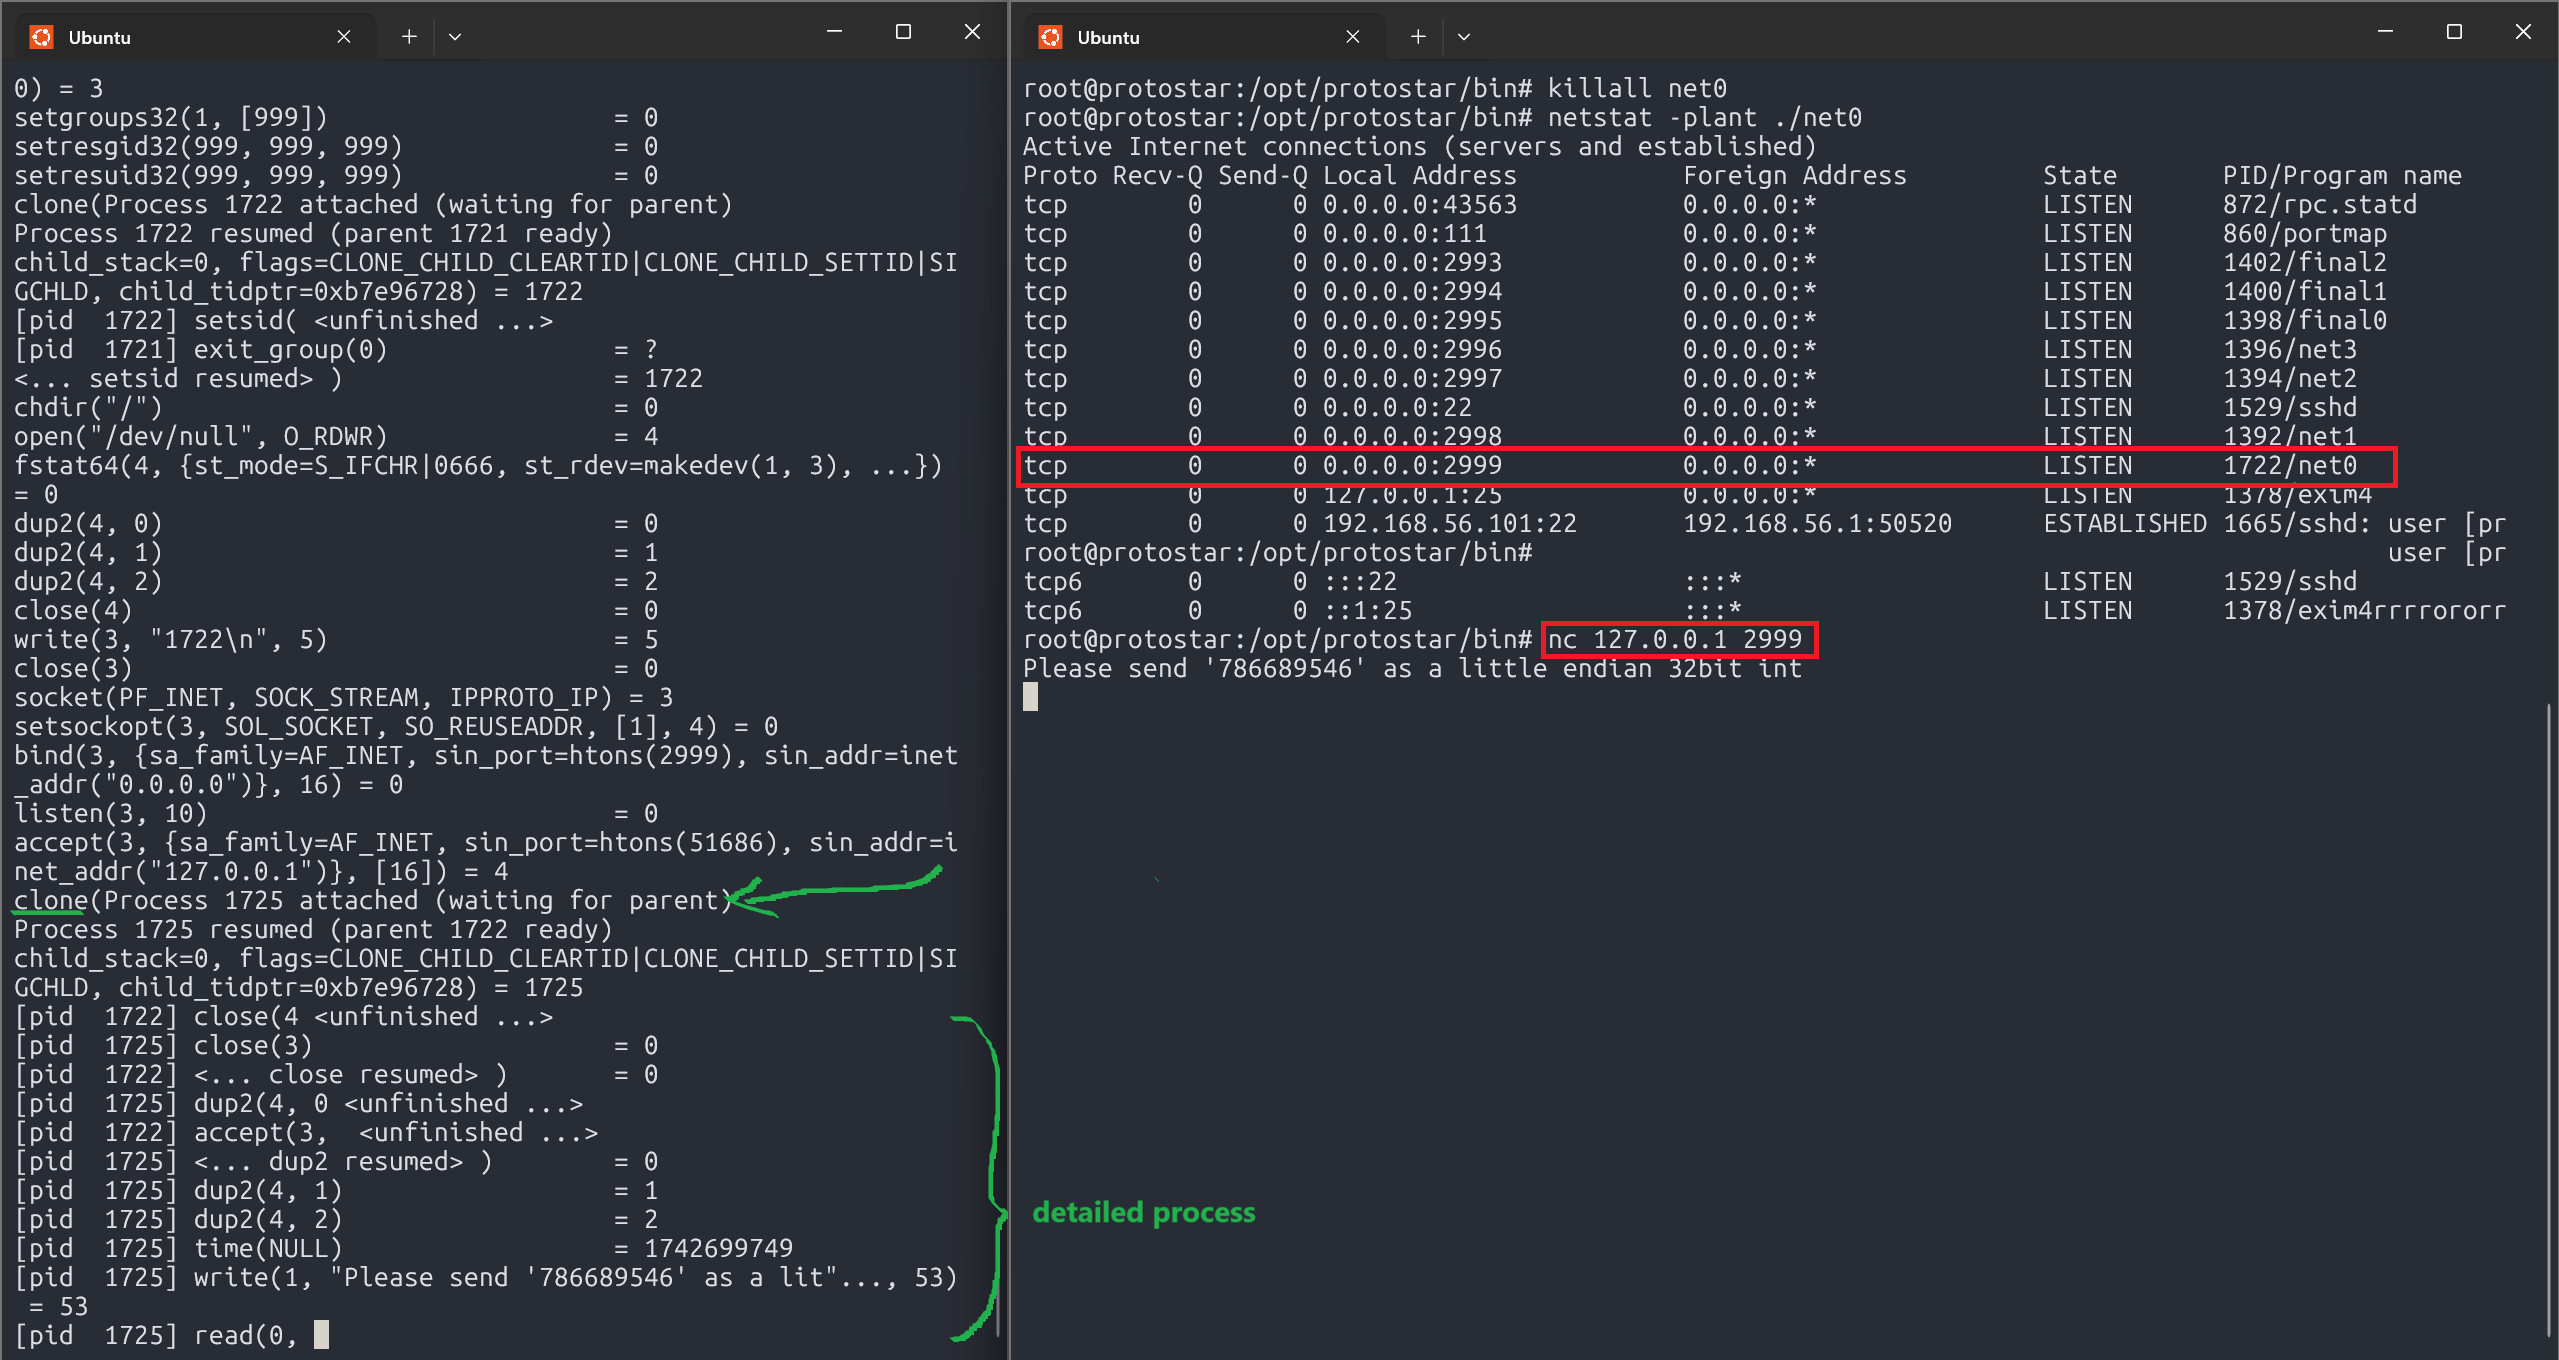 Ubuntu
0) = 3
setgroups32(1, [999])                   = 0
setresgid32(999, 999, 999)              = 0
setresuid32(999, 999, 999)              = 0
clone(Process 1722 attached (waiting for parent)
Process 1722 resumed (parent 1721 ready)
child_stack=0, flags=CLONE_CHILD_CLEARTID|CLONE_CHILD_SETTID|SI
GCHLD, child_tidptr=0xb7e96728) = 1722
[pid  1722] setsid( <unfinished ...>
[pid  1721] exit_group(0)               = ?
<... setsid resumed> )                  = 1722
chdir("/")                              = 0
open("/dev/null", O_RDWR)               = 4
fstat64(4, {st_mode=S_IFCHR|0666, st_rdev=makedev(1, 3), ...})
= 0
dup2(4, 0)                              = 0
dup2(4, 1)                              = 1
dup2(4, 2)                              = 2
close(4)                                = 0
write(3, "1722\n", 5)                   = 5
close(3)                                = 0
socket(PF_INET, SOCK_STREAM, IPPROTO_IP) = 3
setsockopt(3, SOL_SOCKET, SO_REUSEADDR, [1], 4) = 0
bind(3, {sa_family=AF_INET, sin_port=htons(2999), sin_addr=inet
_addr("0.0.0.0")}, 16) = 0
listen(3, 10)                           = 0
accept(3, {sa_family=AF_INET, sin_port=htons(51686), sin_addr=i
net_addr("127.0.0.1")}, [16]) = 4
clone(Process 1725 attached (waiting for parent)
Process 1725 resumed (parent 1722 ready)
child_stack=0, flags=CLONE_CHILD_CLEARTID|CLONE_CHILD_SETTID|SI
GCHLD, child_tidptr=0xb7e96728) = 1725
[pid  1722] close(4 <unfinished ...>
[pid  1725] close(3)                    = 0
[pid  1722] <... close resumed> )       = 0
[pid  1725] dup2(4, 0 <unfinished ...>
[pid  1722] accept(3,  <unfinished ...>
[pid  1725] <... dup2 resumed> )        = 0
[pid  1725] dup2(4, 1)                  = 1
[pid  1725] dup2(4, 2)                  = 2
[pid  1725] time(NULL)                  = 1742699749
[pid  1725] write(1, "Please send '786689546' as a lit"..., 53)
 = 53
[pid  1725] read(0,
Ubuntu
root@protostar:/opt/protostar/bin# killall net0
root@protostar:/opt/protostar/bin# netstat -plant ./net0
Active Internet connections (servers and established)
Proto Recv-Q Send-Q Local Address           Foreign Address         State       PID/Program name
tcp        0      0 0.0.0.0:43563           0.0.0.0:*               LISTEN      872/rpc.statd
tcp        0      0 0.0.0.0:111             0.0.0.0:*               LISTEN      860/portmap
tcp        0      0 0.0.0.0:2993            0.0.0.0:*               LISTEN      1402/final2
tcp        0      0 0.0.0.0:2994            0.0.0.0:*               LISTEN      1400/final1
tcp        0      0 0.0.0.0:2995            0.0.0.0:*               LISTEN      1398/final0
tcp        0      0 0.0.0.0:2996            0.0.0.0:*               LISTEN      1396/net3
tcp        0      0 0.0.0.0:2997            0.0.0.0:*               LISTEN      1394/net2
tcp        0      0 0.0.0.0:22              0.0.0.0:*               LISTEN      1529/sshd
tcp        0      0 0.0.0.0:2998            0.0.0.0:*               LISTEN      1392/net1
tcp        0      0 0.0.0.0:2999            0.0.0.0:*               LISTEN      1722/net0
tcp        0      0 127.0.0.1:25            0.0.0.0:*               LISTEN      1378/exim4
tcp        0      0 192.168.56.101:22       192.168.56.1:50520      ESTABLISHED 1665/sshd: user [pr
root@protostar:/opt/protostar/bin#                                                         user [pr
tcp6       0      0 :::22                   :::*                    LISTEN      1529/sshd
tcp6       0      0 ::1:25                  :::*                    LISTEN      1378/exim4rrrrororr
root@protostar:/opt/protostar/bin# nc 127.0.0.1 2999
Please send '786689546' as a little endian 32bit int
detailed process